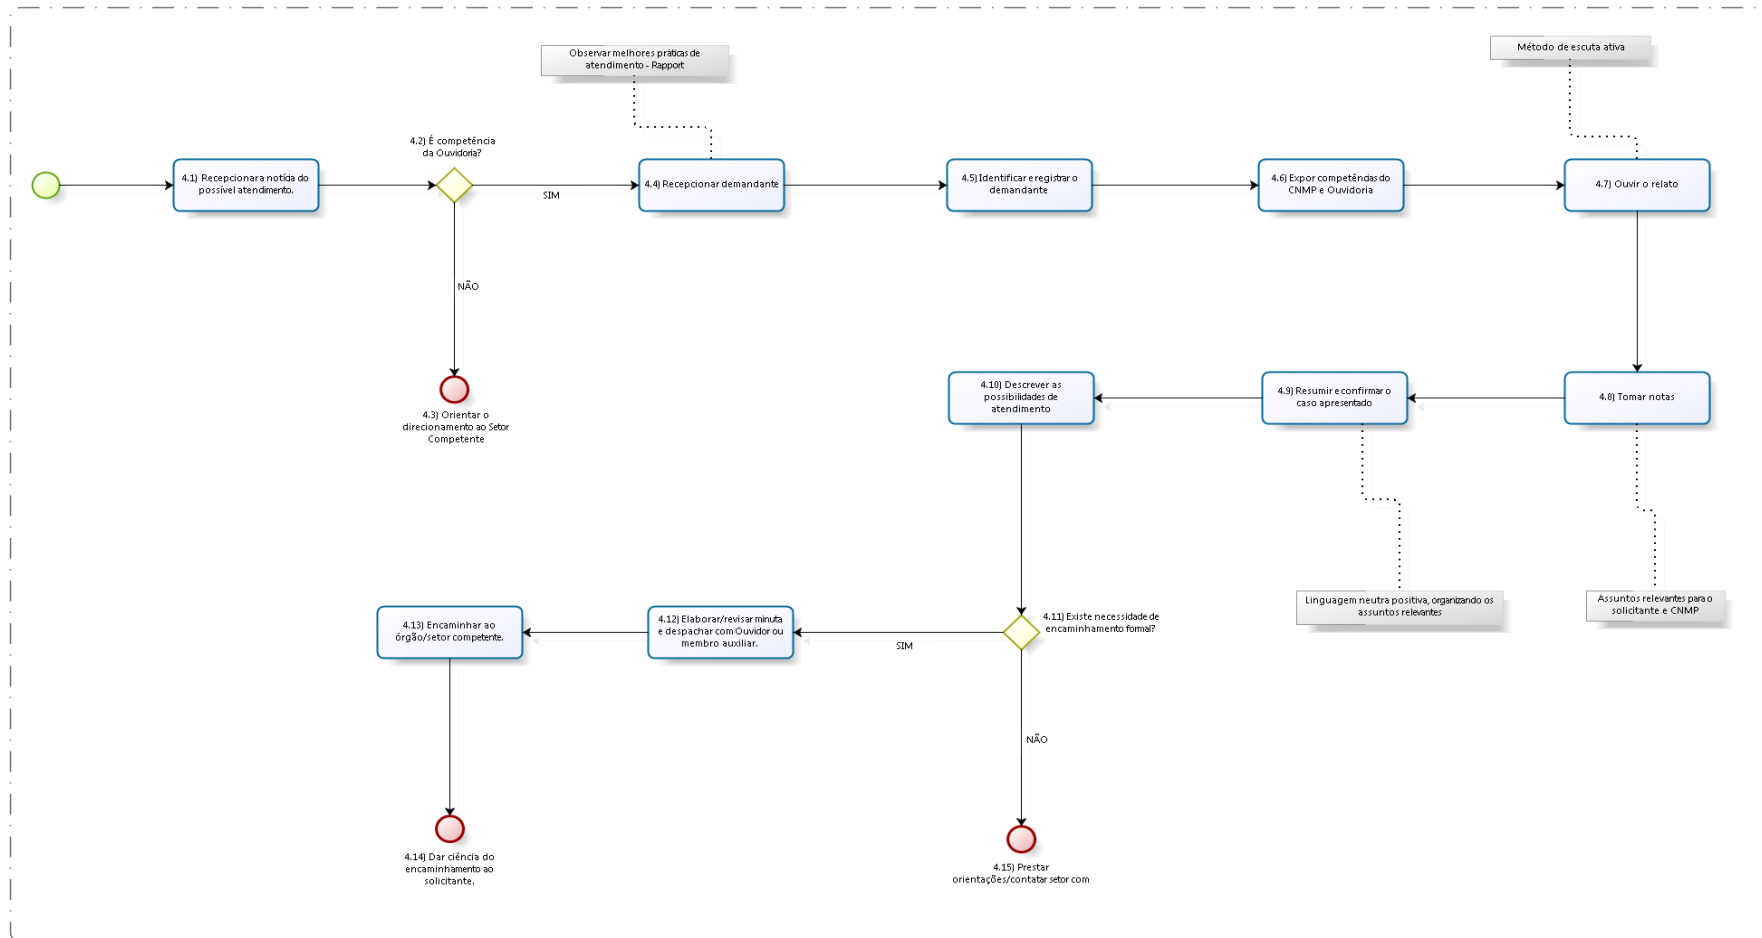 Observar melhores práticas de
atendimento - Rapport
Método de escuta ativa
4.2) É competência
da Ouvidoria?
4.1) Recepcionar a notícia do
possível atendimento.
SIM
4.4) Recepcionar demandante
4.5) Identificar e registrar o
demandante
4.6) Expor competências do
CNMP e Ouvidoria
4.7) Ouvir o relato
NÃO
4.3) Orientar o
direcionamento ao Setor
Competente
4.10) Descrever as
possibilidades de
atendimento
4.9) Resumir e confirmar o
caso apresentado
4.8) Tomar notas
Linguagem neutra positiva, organizando os
assuntos relevantes
Assuntos relevantes para o
solicitante e CNMP
4.13) Encaminhar ao
órgão/setor competente.
4.12) Elaborar/revisar minuta
e despachar com Ouvidor ou
membro auxiliar.
SIM
4.11) Existe necessidade de
encaminhamento formal?
NÃO
4.14) Dar ciência do
encaminhamento ao
solicitante.
4.15) Prestar
orientações/contatar setor com